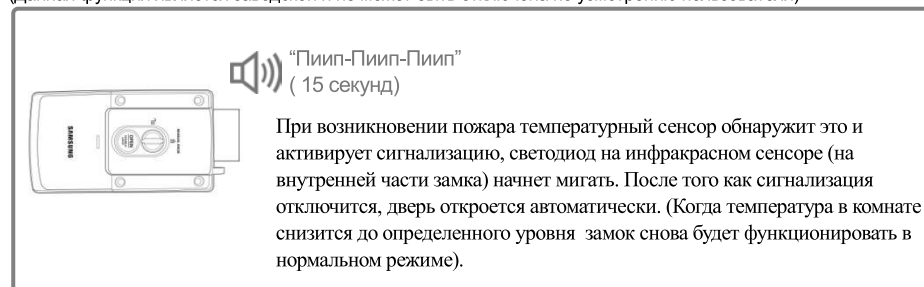 "Пиип-Пиип-Пиип"
( 15 секунд)
SAMSUNG
При возникновении пожара температурный сенсор обнаружит это и
активирует сигнализацию, светодиод на инфракрасном сенсоре (на
внутренней части замка) начнет мигать. После того как сигнализация
отключится, дверь откроется автоматически. (Когда температура в комнате
снизится до определенного уровня замок снова будет функционировать в
нормальном режиме).